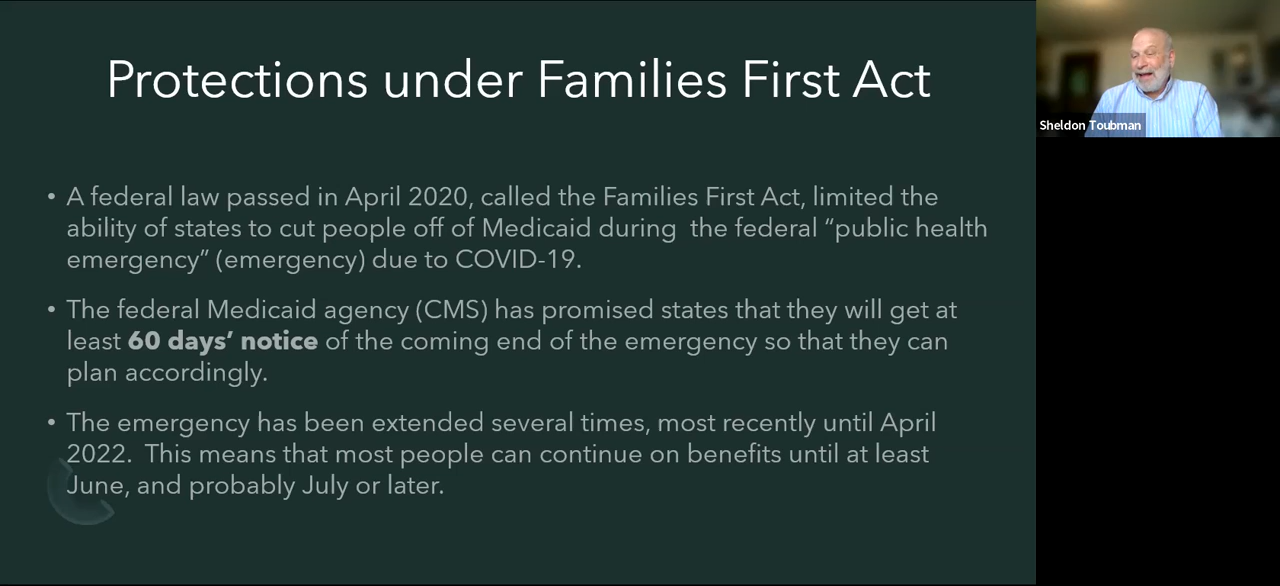 Protections under Families First Act
Sheldon Toubman
• A federal law passed in April 2020, called the Families First Act, limited the
ability of states to cut people off of Medicaid during  the federal “public health
emergency” (emergency) due to COVID-19.
• The federal Medicaid agency (CMS) has promised states that they will get at
least 60 days’ notice of the coming end of the emergency so that they can
plan accordingly.
• The emergency has been extended several times, most recently until April
2022.  This means that most people can continue on benefits until at least
June, and probably July or later.